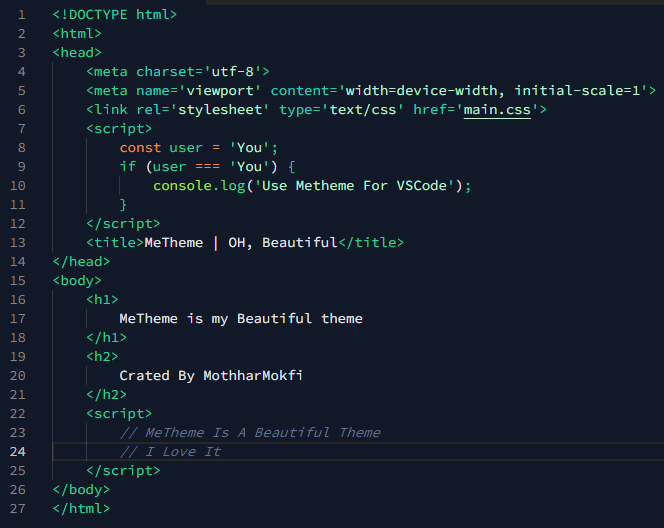 1 <!DOCTYPE html>
2 <html>
3 <head>
4     <meta charset='utf-8'>
5     <meta name='viewport' content='width=device-width, initial-scale=1'>
6     <link rel='stylesheet' type='text/css' href='main.css'>
7     <script>
8         const user = 'You';
9         if (user === 'You') {
10             console.log('Use Metheme For VSCode');
11         }
12     </script>
13     <title>MeTheme | OH, Beautiful</title>
14 </head>
15 <body>
16     <h1>
17         MeTheme is my Beautiful theme
18     </h1>
19     <h2>
20         Crated By MothharMokfi
21     </h2>
22     <script>
23         // MeTheme Is A Beautiful Theme
24         // I Love It
25     </script>
26 </body>
27 </html>